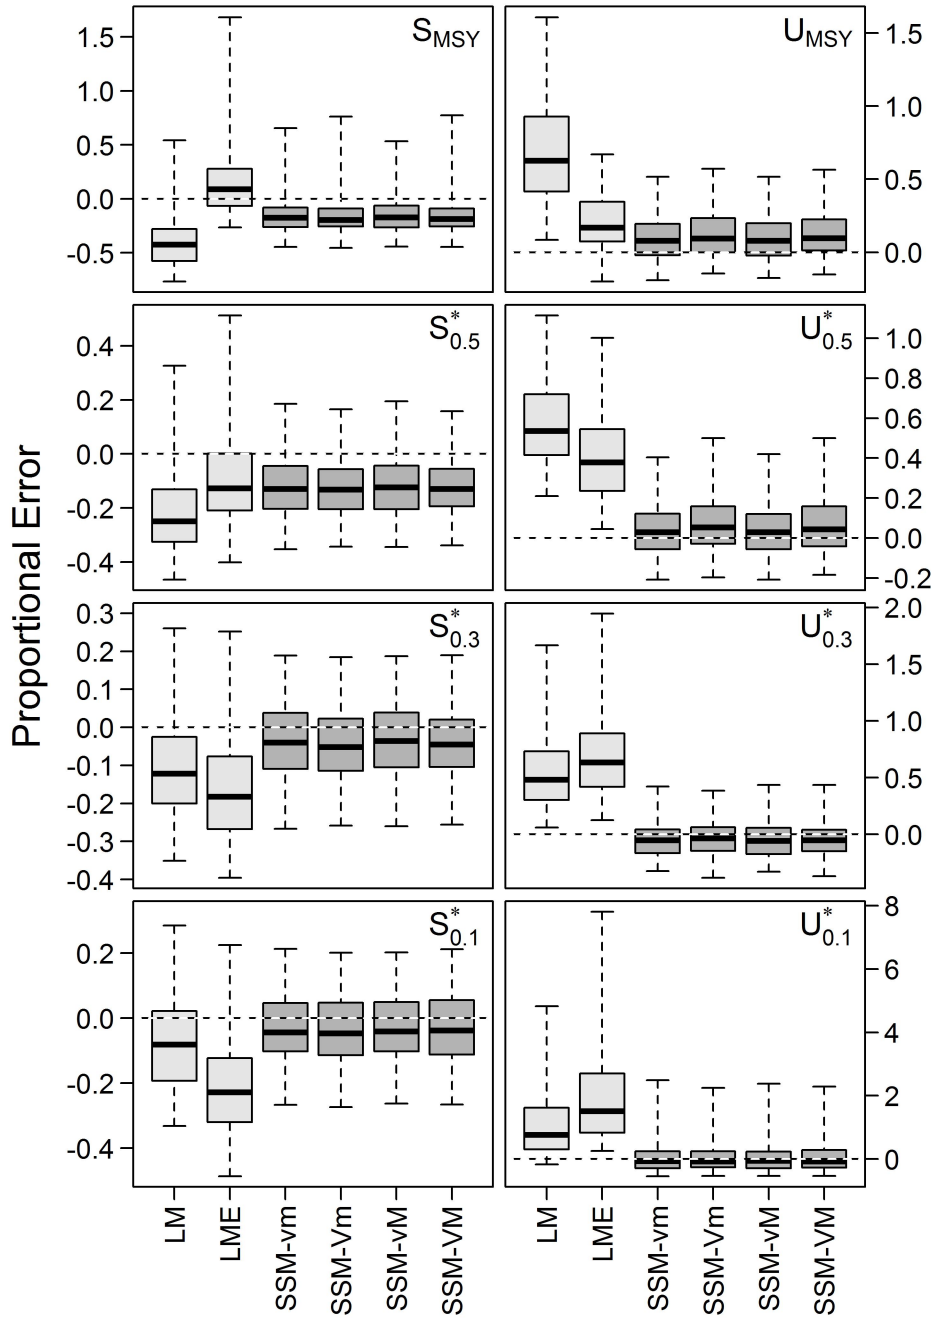 S_MSY
1.5
1.0
0.5
0.0
-0.5
U_MSY
1.5
1.0
0.5
0.0
S*_0.5
0.4
0.2
0.0
-0.2
-0.4
U*_0.5
1.0
0.8
0.6
0.4
0.2
0.0
-0.2
Proportional Error
S*_0.3
0.3
0.2
0.1
0.0
-0.1
-0.2
-0.3
-0.4
U*_0.3
2.0
1.5
1.0
0.5
0.0
S*_0.1
0.2
0.0
-0.2
-0.4
U*_0.1
8
6
4
2
0
LM
LME
SSM-vm
SSM-Vm
SSM-vM
SSM-VM
LM
LME
SSM-vm
SSM-Vm
SSM-vM
SSM-VM